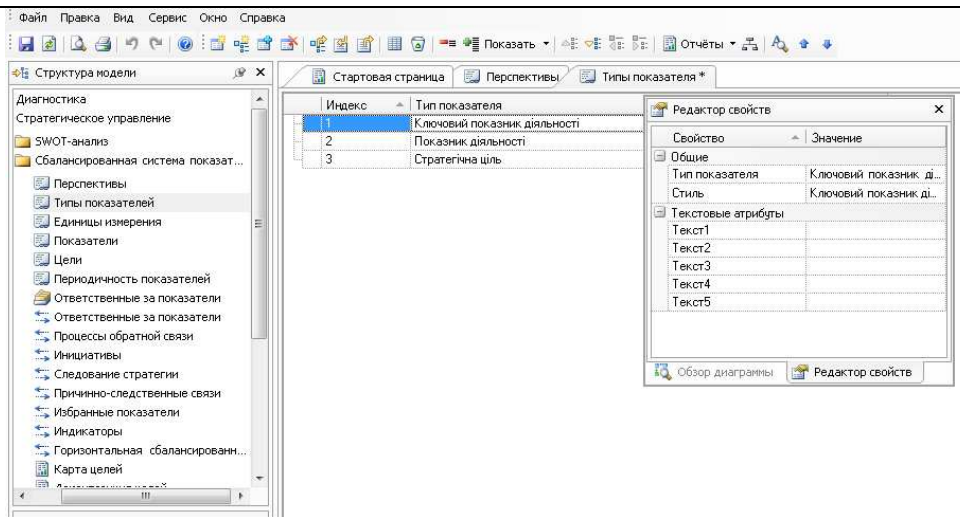 Файл Правка Вид Сервис Окно Справка
Показать Отчёты
Структура модели
Диагностика
Стратегическое управление
SWOT-анализ
Сбалансированная система показат...
Перспективы
Типы показателей
Единицы измерения
Показатели
Цели
Периодичность показателей
Ответственные за показатели
Ответственные за показатели
Процессы обратной связи
Инициативы
Следование стратегии
Причинно-следственные связи
Избранные показатели
Индикаторы
Горизонтальная сбалансированн...
Карта целей
Стартовая страница Перспективы Типы показателя *
Индекс Тип показателя
1 Ключовий показник діяльності
2 Показник діяльності
3 Стратегічна ціль
Редактор свойств
Свойство Значение
Общие
Тип показателя Ключовий показник ді...
Стиль Ключовий показник ді...
Текстовые атрибуты
Текст1
Текст2
Текст3
Текст4
Текст5
Обзор диаграммы Редактор свойств